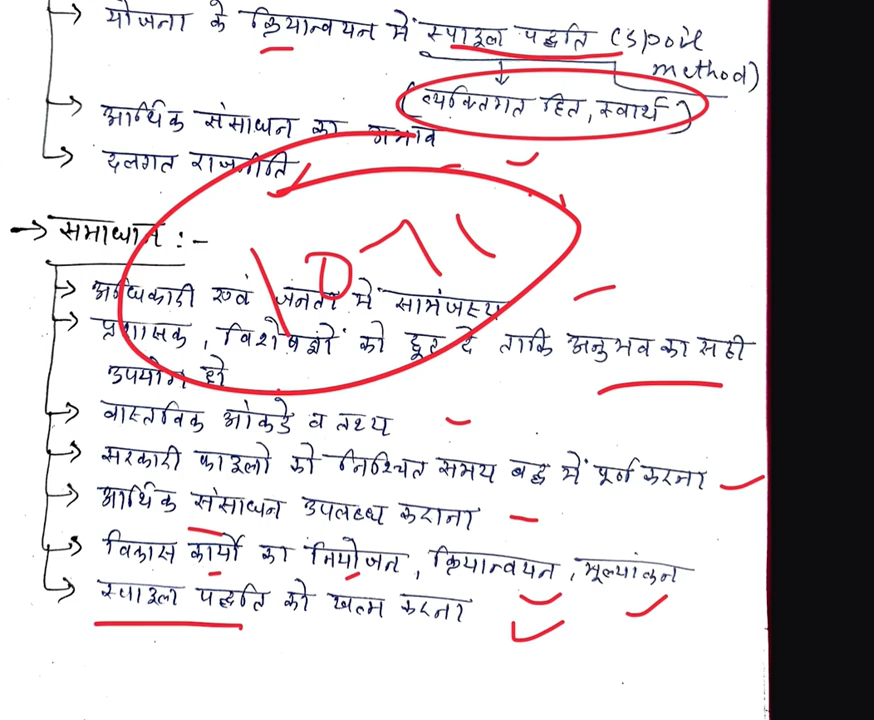 → योजना के क्रियान्वयन में स्पाइल पद्धति (spoil method)
(व्यक्तिगत हित, स्वार्थ)
→ आर्थिक संसाधन का अभाव
→ दलगत राजनीति
→ समाधान :-
→ अधिकारी एवं जनता में सामंजस्य
→ प्रशासक, विशेषज्ञों को छूट दे ताकि अनुभव का सही
उपयोग हो
→ वास्तविक आंकडे व तथ्य
→ सरकारी फाइलो को निश्चित समय बद्ध में पूर्ण करना
→ आर्थिक संसाधन उपलब्ध कराना
→ विकास कार्यो का नियोजन, क्रियान्वयन, मूल्यांकन
→ स्पाइल पद्धति को खत्म करना